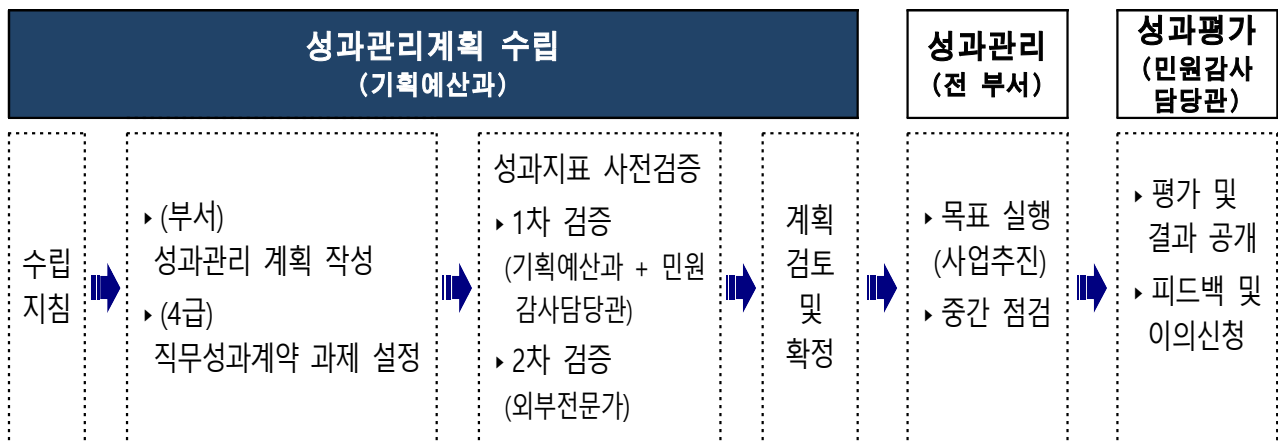 성과관리계획 수립
(기획예산과)
성과관리
(전 부서)
성과평가
(민원감사
담당관)
수립
지침
▸ (부서)
성과관리 계획 작성
▸ (4급)
직무성과계약 과제 설정
성과지표 사전검증
▸ 1차 검증
(기획예산과 + 민원
감사담당관)
▸ 2차 검증
(외부전문가)
계획
검토
및
확정
▸ 목표 실행
(사업추진)
▸ 중간 점검
▸ 평가 및
결과 공개
▸ 피드백 및
이의신청